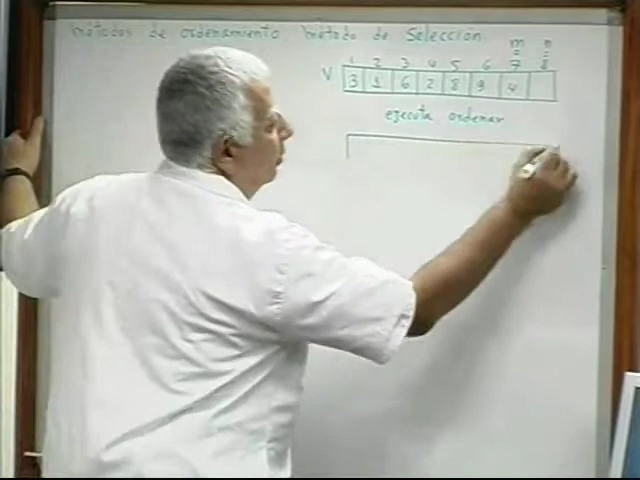 Métodos de ordenamiento Método de Selección
m n
= =
1 2 3 4 5 6 7 8
V 3 1 6 2 8 9 4
ejecuta ordenar